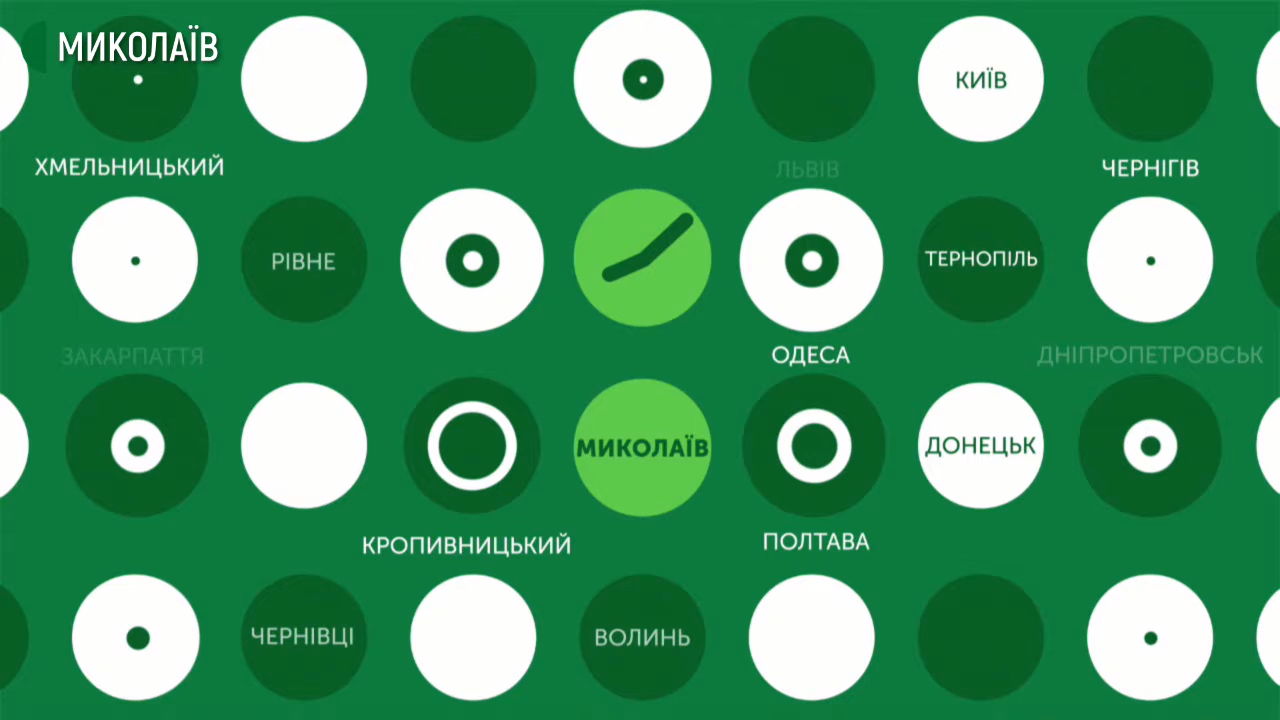 МИКОЛАЇВ
КИЇВ
ХМЕЛЬНИЦЬКИЙ
ЛЬВІВ
ЧЕРНІГІВ
РІВНЕ
ТЕРНОПІЛЬ
ЗАКАРПАТТЯ
ОДЕСА
ДНІПРОПЕТРОВСЬК
МИКОЛАЇВ
ДОНЕЦЬК
КРОПИВНИЦЬКИЙ
ПОЛТАВА
ЧЕРНІВЦІ
ВОЛИНЬ